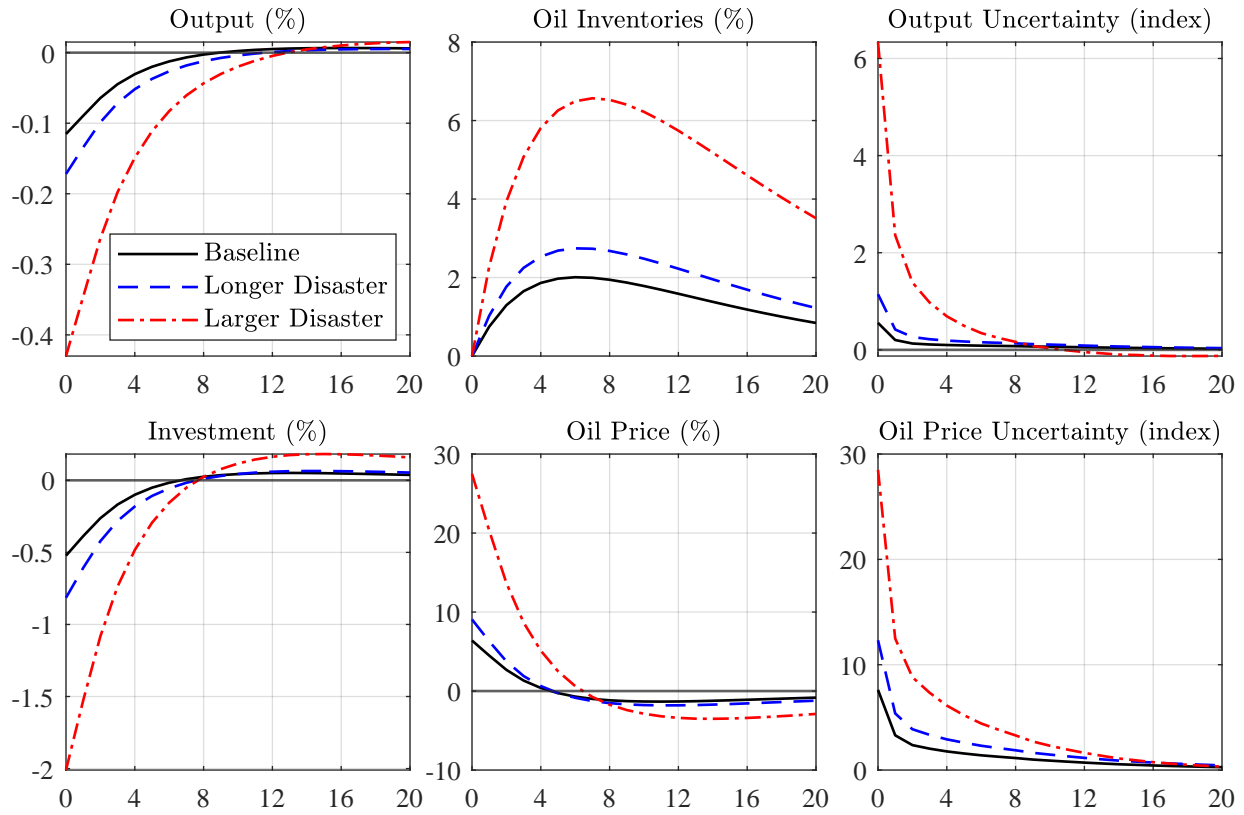 Output (%)
0
-0.1
-0.2
-0.3
-0.4
0 4 8 12 16 20
Baseline
Longer Disaster
Larger Disaster
Oil Inventories (%)
8
6
4
2
0
0 4 8 12 16 20
Output Uncertainty (index)
6
4
2
0
0 4 8 12 16 20
Investment (%)
0
-0.5
-1
-1.5
-2
0 4 8 12 16 20
Oil Price (%)
30
20
10
0
-10
0 4 8 12 16 20
Oil Price Uncertainty (index)
30
20
10
0
0 4 8 12 16 20